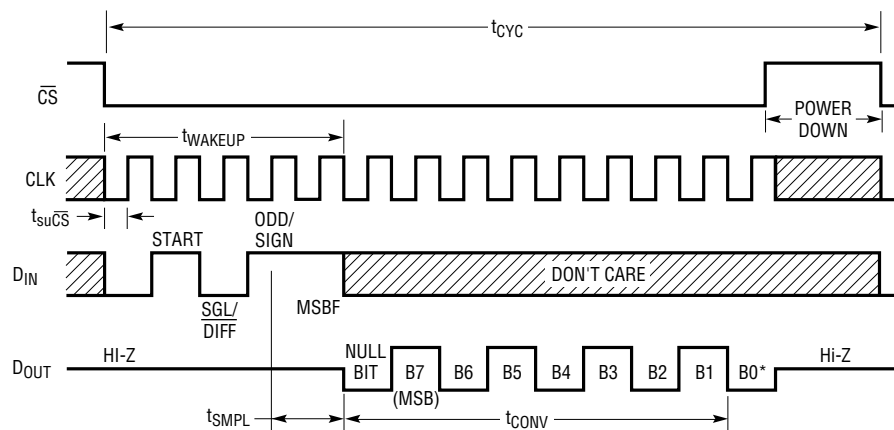 tCYC
CS
POWER
DOWN
tWAKEUP
CLK
tsuCS
START
ODD/
SIGN
DIN
DON'T CARE
SGL/
DIFF
MSBF
DOUT
HI-Z
NULL
BIT
B7
(MSB)
B6
B5
B4
B3
B2
B1
B0*
Hi-Z
tSMPL
tCONV